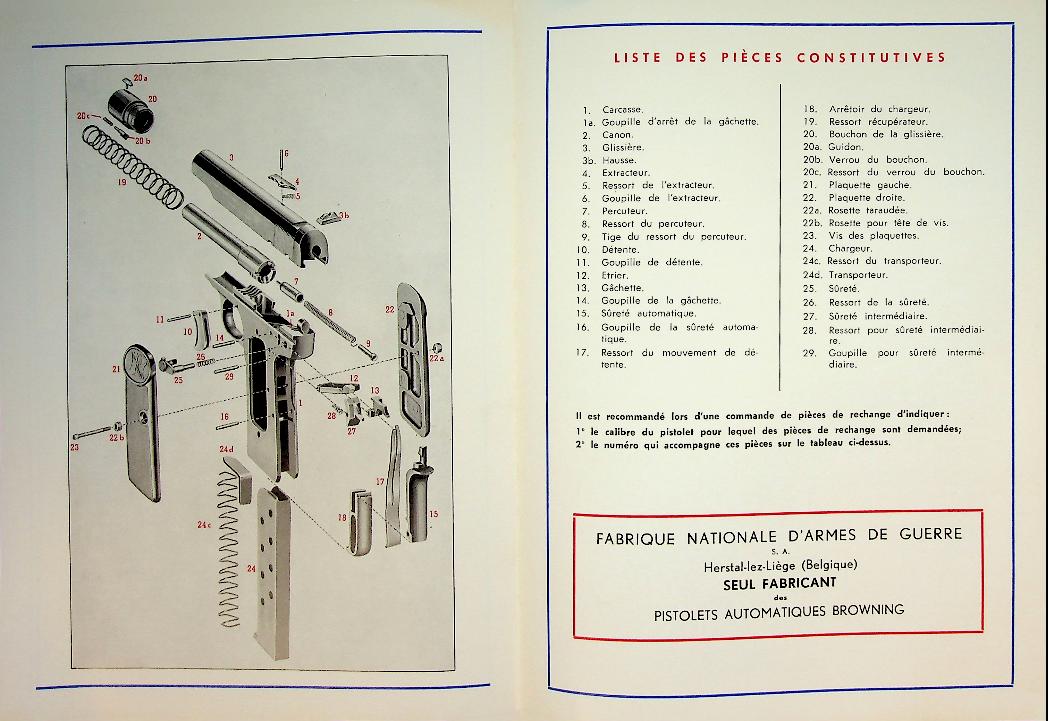 20a
20
20c
20b
19
3
6
4
5
3b
2
7
1a
8
22
11
10
14
9
26
22a
21
25
29
12
13
1
28
27
16
22b
23
24d
17
24c
18
15
24
LISTE DES PIÈCES CONSTITUTIVES
1. Carcasse.
1a. Goupille d'arrêt de la gâchette.
2. Canon.
3. Glissière.
3b. Hausse.
4. Extracteur.
5. Ressort de l'extracteur.
6. Goupille de l'extracteur.
7. Percuteur.
8. Ressort du percuteur.
9. Tige du ressort du percuteur.
10. Détente.
11. Goupille de détente.
12. Etrier.
13. Gâchette.
14. Goupille de la gâchette.
15. Sûreté automatique.
16. Goupille de la sûreté automa-
tique.
17. Ressort du mouvement de dé-
tente.
18. Arrêtoir du chargeur.
19. Ressort récupérateur.
20. Bouchon de la glissière.
20a. Guidon.
20b. Verrou du bouchon.
20c. Ressort du verrou du bouchon.
21. Plaquette gauche.
22. Plaquette droite.
22a. Rosette taraudée.
22b. Rosette pour tête de vis.
23. Vis des plaquettes.
24. Chargeur.
24c. Ressort du transporteur.
24d. Transporteur.
25. Sûreté.
26. Ressort de la sûreté.
27. Sûreté intermédiaire.
28. Ressort pour sûreté intermédiai-
re.
29. Goupille pour sûreté intermé-
diaire.
Il est recommandé lors d'une commande de pièces de rechange d'indiquer :
1° le calibre du pistolet pour lequel des pièces de rechange sont demandées;
2° le numéro qui accompagne ces pièces sur le tableau ci-dessus.
FABRIQUE NATIONALE D'ARMES DE GUERRE
S. A.
Herstal-lez-Liège (Belgique)
SEUL FABRICANT
des
PISTOLETS AUTOMATIQUES BROWNING